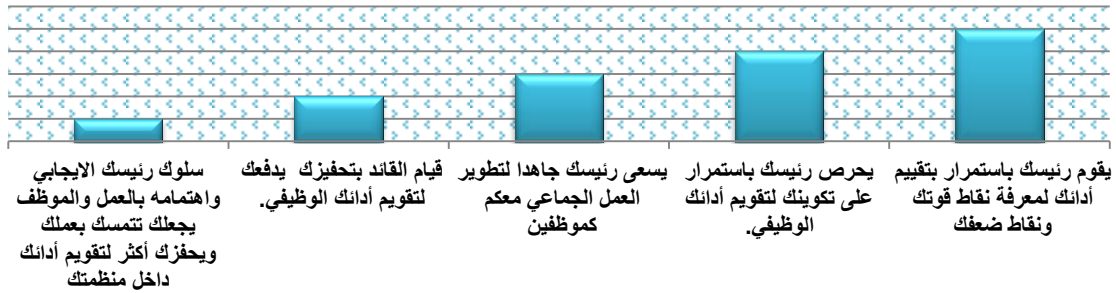 يقوم رئيسك باستمرار بتقييم
أدائك لمعرفة نقاط قوتك
ونقاط ضعفك
يحرص رئيسك باستمرار
على تكوينك لتقويم أدائك
الوظيفي.
يسعى رئيسك جاهدا لتطوير
العمل الجماعي معكم
كموظفين
قيام القائد بتحفيزك يدفعك
لتقويم أدائك الوظيفي.
سلوك رئيسك الايجابي
واهتمامه بالعمل والموظف
يجعلك تتمسك بعملك
ويحفزك أكثر لتقويم أدائك
داخل منظمتك